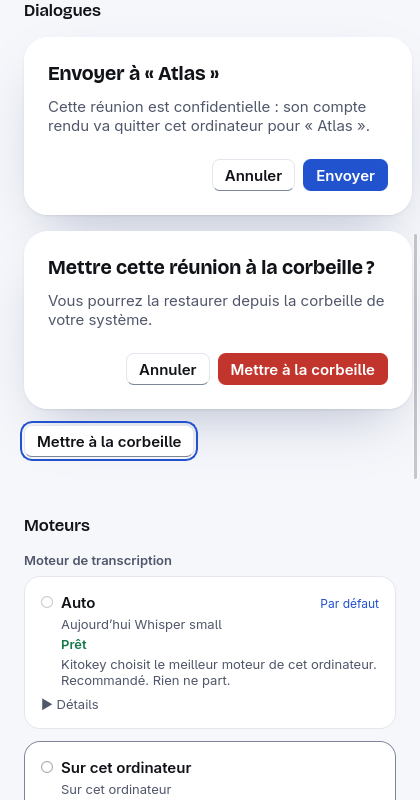 Dialogues
Envoyer à « Atlas »
Cette réunion est confidentielle : son compte
rendu va quitter cet ordinateur pour « Atlas ».
Annuler
Envoyer
Mettre cette réunion à la corbeille ?
Vous pourrez la restaurer depuis la corbeille de
votre système.
Annuler
Mettre à la corbeille
Mettre à la corbeille
Moteurs
Moteur de transcription
Auto
Par défaut
Aujourd’hui Whisper small
Prêt
Kitokey choisit le meilleur moteur de cet ordinateur.
Recommandé. Rien ne part.
▶ Détails
Sur cet ordinateur
Sur cet ordinateur